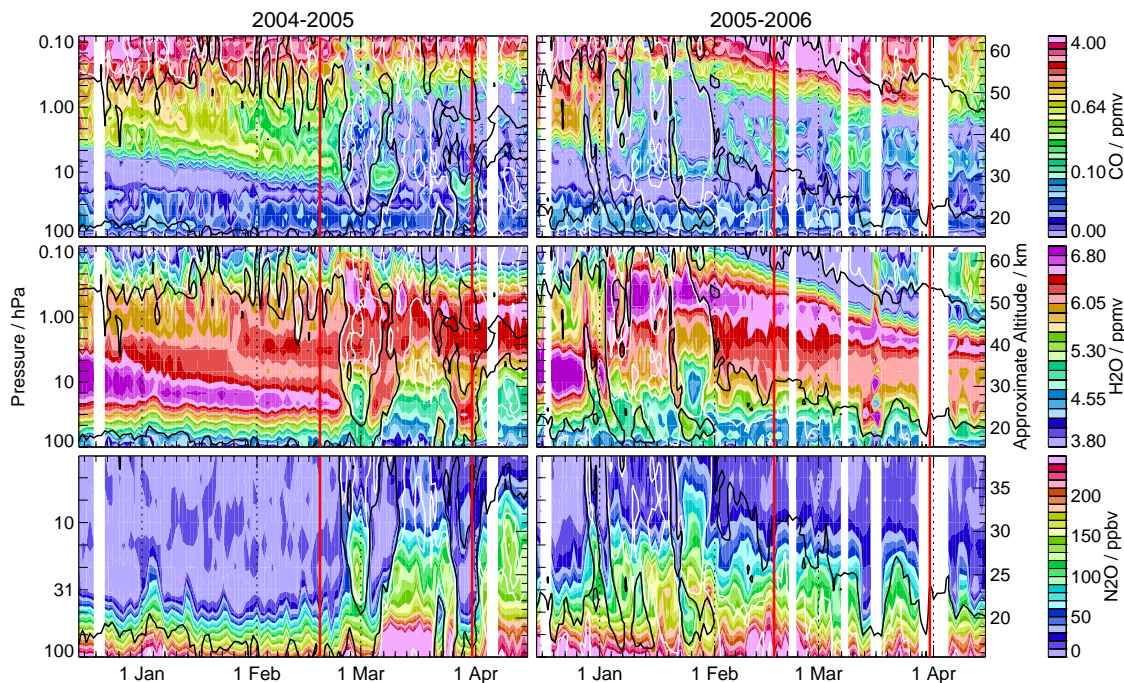 2004-2005 2005-2006
0.10 60 4.00
1.00 50 0.64
40
10 30 0.10
20
100 0.00
CO / ppmv
0.10 60 6.80
1.00 50 6.05
40 5.30
10 30 4.55
20
100 3.80
Pressure / hPa Approximate Altitude / km H2O / ppmv
35 200
10 30 150
100
31 25 50
20
100 0
N2O / ppbv
1 Jan 1 Feb 1 Mar 1 Apr 1 Jan 1 Feb 1 Mar 1 Apr